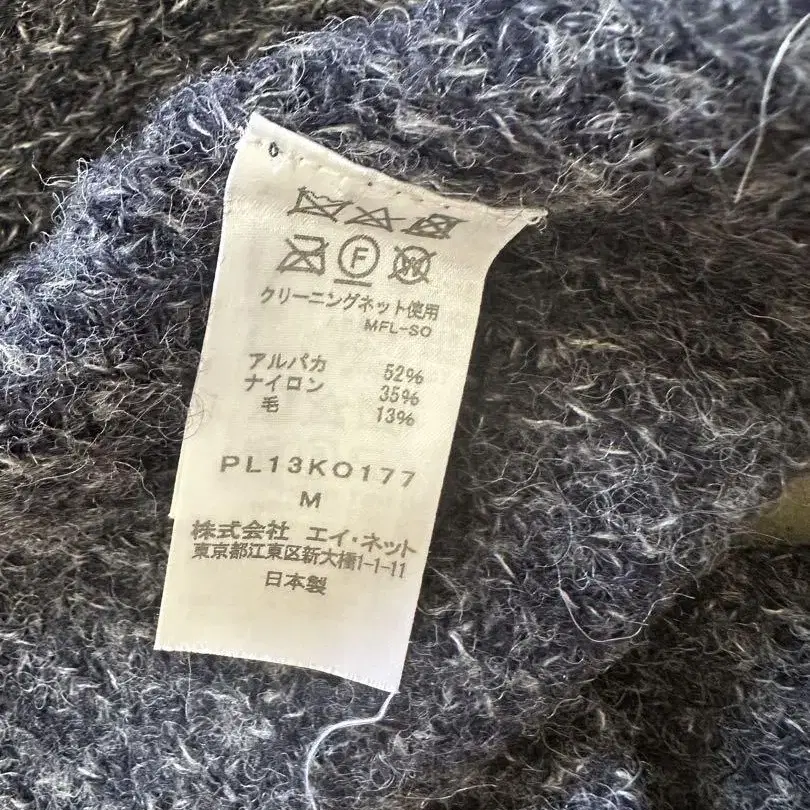 F W
クリーニングネット使用
MFL-SO
アルパカ 52%
ナイロン 35%
毛 13%
PL13KO177
M
株式会社 エイ・ネット
東京都江東区新大橋1-1-11
日本製